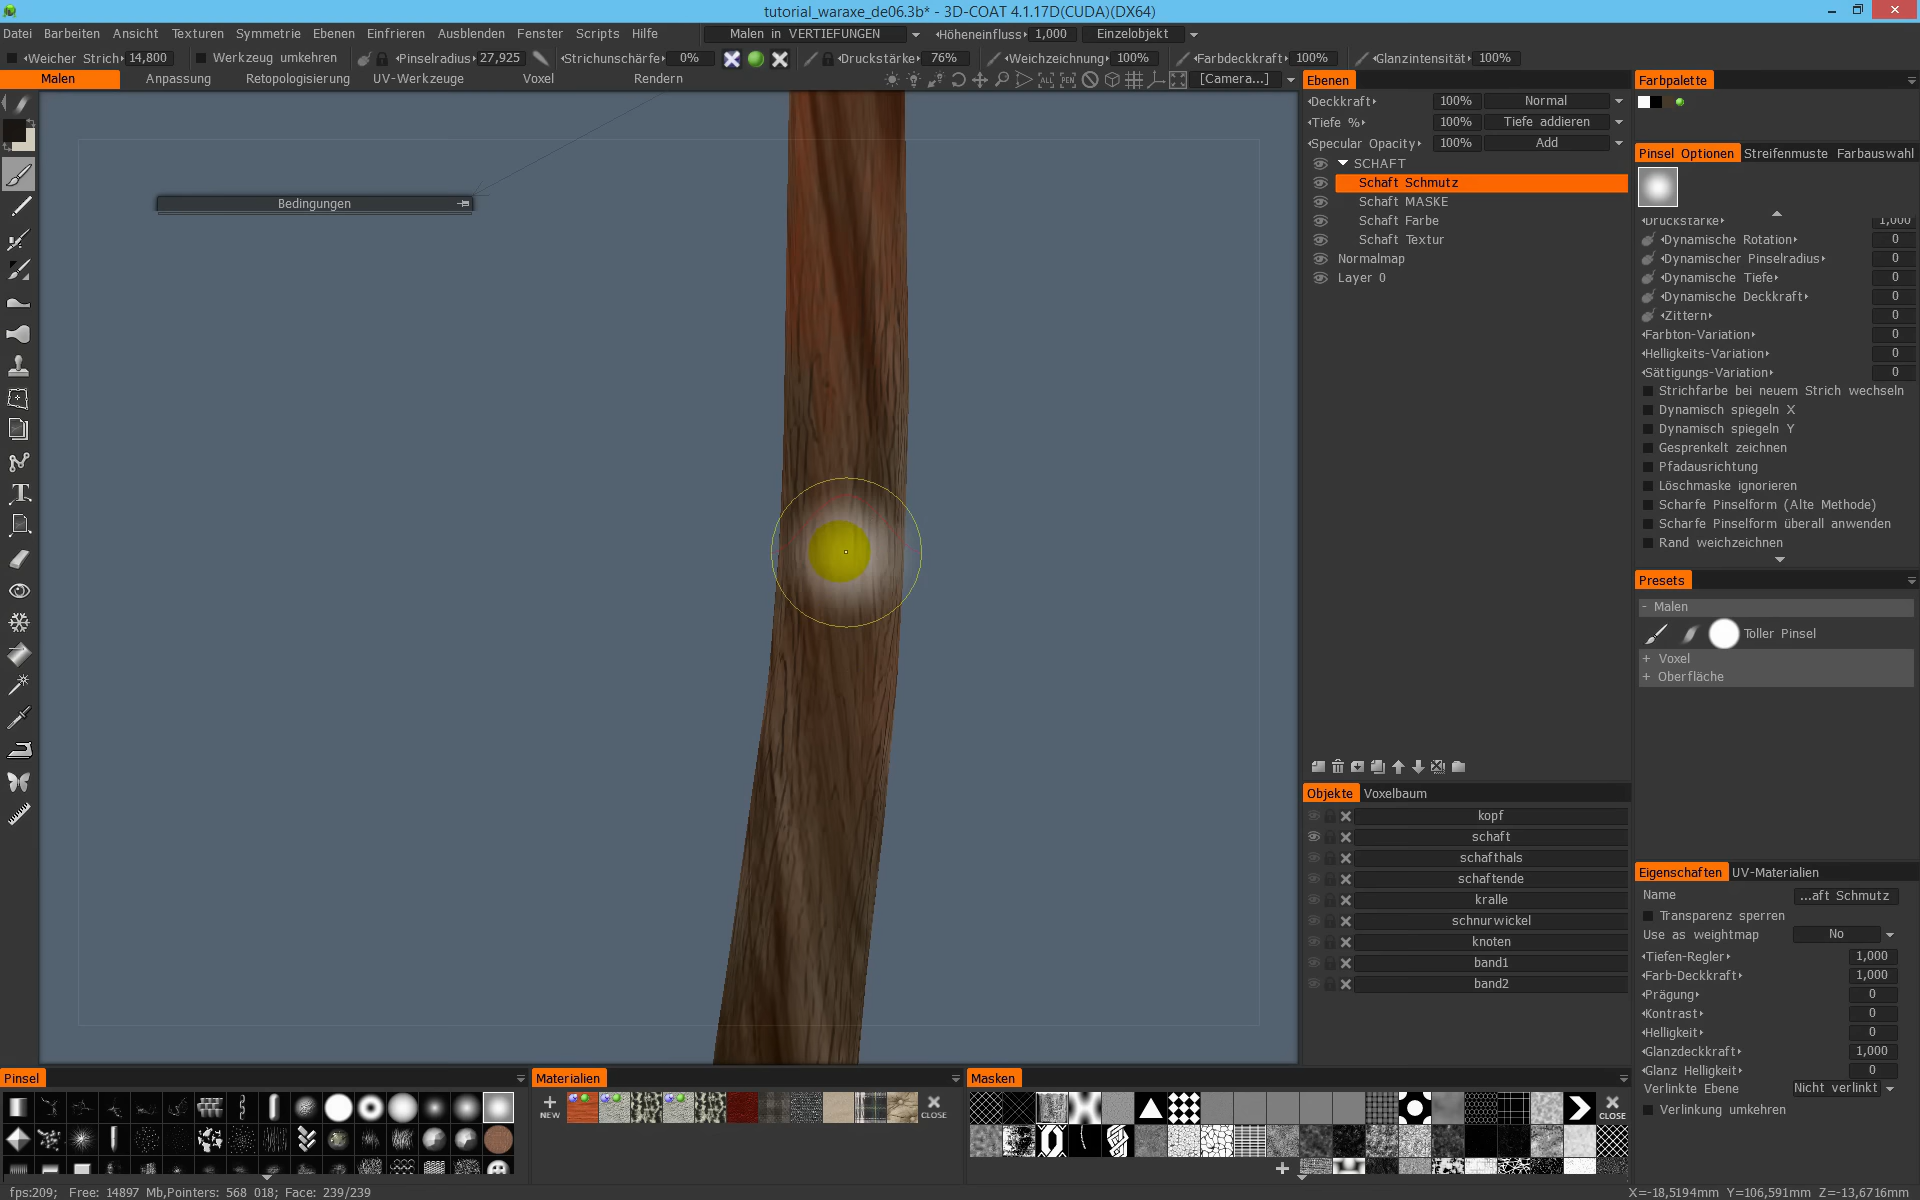 tutorial_waraxe_de06.3b* - 3D-COAT 4.1.17D(CUDA)(DX64)
Datei Bearbeiten Ansicht Texturen Symmetrie Ebenen Einfrieren Ausblenden Fenster Scripts Hilfe Malen in VERTIEFUNGEN Höheneinfluss 1,000 Einzelobjekt
Weicher Strich 14,800 Werkzeug umkehren Pinselradius 27,925 Strichunschärfe 0% Druckstärke 76% Weichzeichnung 100% Farbdeckkraft 100% Glanzintensität 100%
Malen Anpassung Retopologisierung UV-Werkzeuge Voxel Rendern ALL PEN [Camera...]
Bedingungen
Ebenen
Deckkraft 100% Normal
Tiefe % 100% Tiefe addieren
Specular Opacity 100% Add
SCHAFT
Schaft Schmutz
Schaft MASKE
Schaft Farbe
Schaft Textur
Normalmap
Layer 0
Objekte Voxelbaum
kopf
schaft
schafthals
schaftende
kralle
schnurwickel
knoten
band1
band2
Farbpalette
Pinsel Optionen Streifenmuste Farbauswahl
Druckstärke 1,000
Dynamische Rotation 0
Dynamischer Pinselradius 0
Dynamische Tiefe 0
Dynamische Deckkraft 0
Zittern 0
Farbton-Variation 0
Helligkeits-Variation 0
Sättigungs-Variation 0
Strichfarbe bei neuem Strich wechseln
Dynamisch spiegeln X
Dynamisch spiegeln Y
Gesprenkelt zeichnen
Pfadausrichtung
Löschmaske ignorieren
Scharfe Pinselform (Alte Methode)
Scharfe Pinselform überall anwenden
Rand weichzeichnen
Presets
- Malen
Toller Pinsel
+ Voxel
+ Oberfläche
Eigenschaften UV-Materialien
Name ...aft Schmutz
Transparenz sperren
Use as weightmap No
Tiefen-Regler 1,000
Farb-Deckkraft 1,000
Prägung 0
Kontrast 0
Helligkeit 0
Glanzdeckkraft 1,000
Glanz Helligkeit 0
Verlinkte Ebene Nicht verlinkt
Verlinkung umkehren
Pinsel
Materialien
NEW
CLOSE
Masken
CLOSE
fps:209; Free: 14897 Mb,Pointers: 568 018; Face: 239/239
X=-18,5194mm Y=106,591mm Z=-13,6716mm